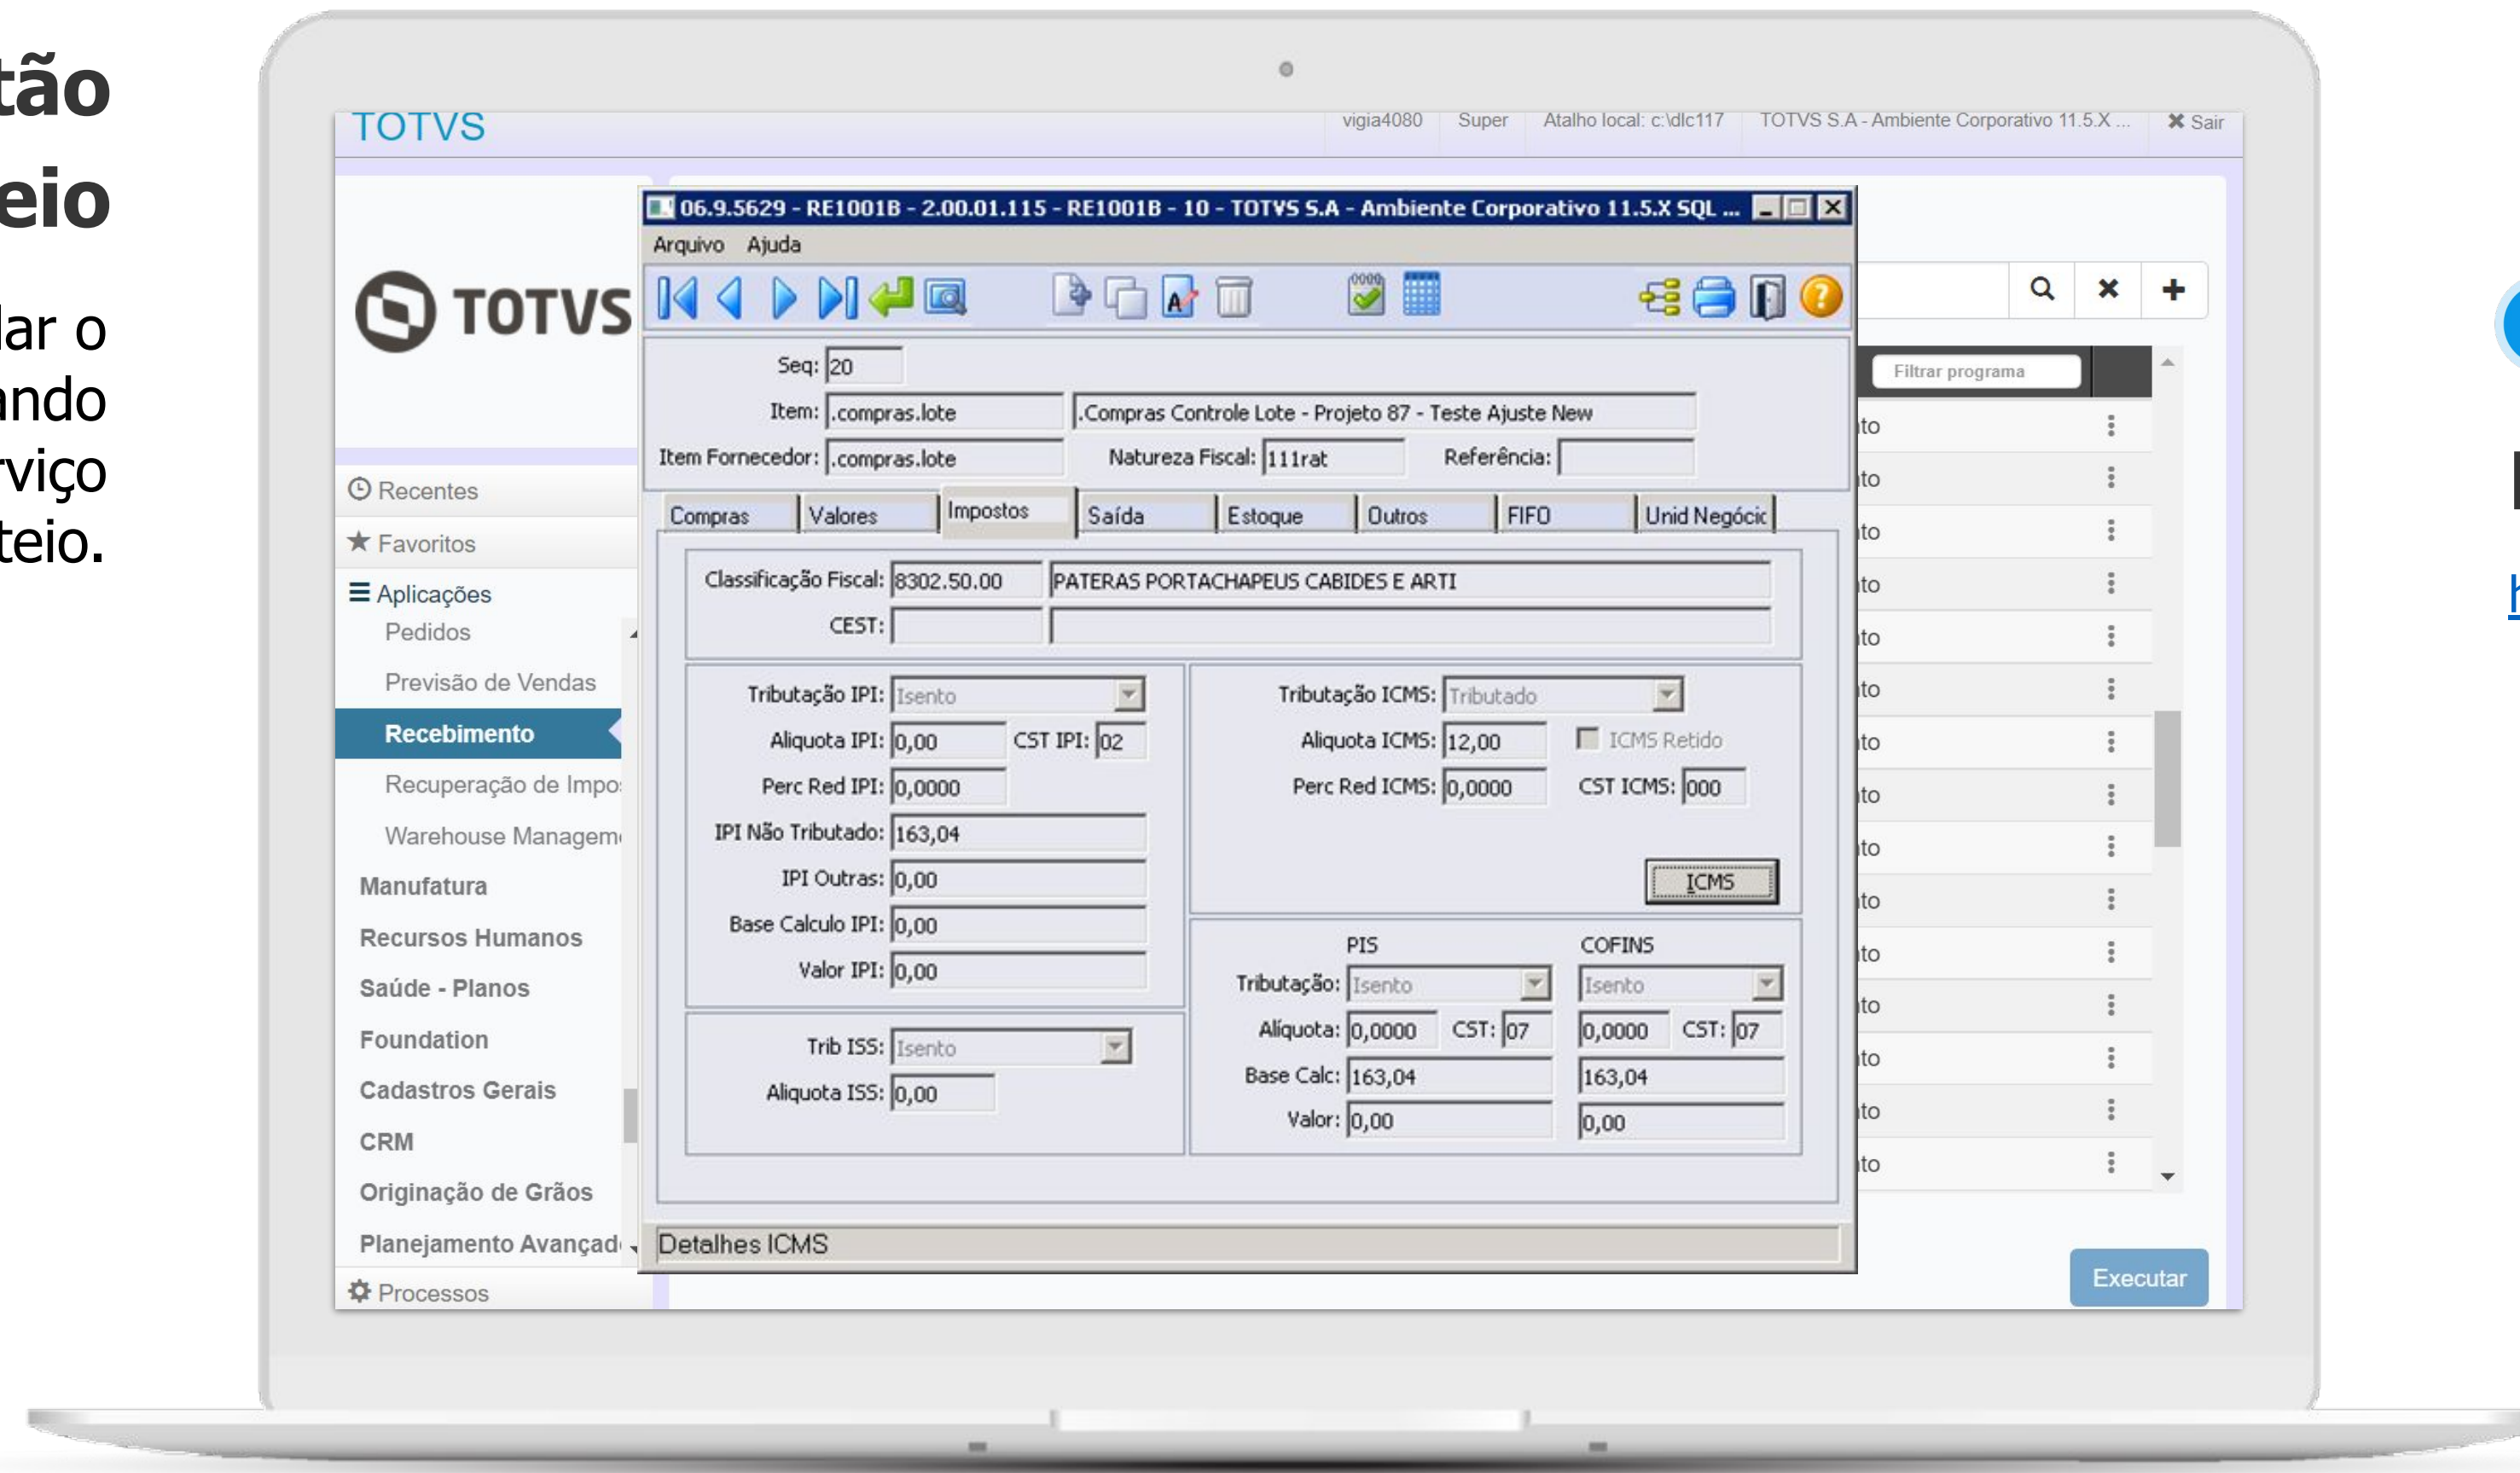 TOTVS
vigia4080 Super Atalho local: c:\dlc117 TOTVS S.A - Ambiente Corporativo 11.5.X ... Sair
TOTVS
Recentes
Favoritos
Aplicações
Pedidos
Previsão de Vendas
Recebimento
Recuperação de Impo
Warehouse Managem
Manufatura
Recursos Humanos
Saúde - Planos
Foundation
Cadastros Gerais
CRM
Originação de Grãos
Planejamento Avançad
Processos
06.9.5629 - RE1001B - 2.00.01.115 - RE1001B - 10 - TOTVS S.A - Ambiente Corporativo 11.5.X SQL ...
Arquivo Ajuda
Seq: 20
Item: .compras.lote .Compras Controle Lote - Projeto 87 - Teste Ajuste New
Item Fornecedor: .compras.lote Natureza Fiscal: 111rat Referência:
Compras Valores Impostos Saída Estoque Outros FIFO Unid Negócic
Classificação Fiscal: 8302.50.00 PATERAS PORTACHAPEUS CABIDES E ARTI
CEST:
Tributação IPI: Isento
Aliquota IPI: 0,00 CST IPI: 02
Perc Red IPI: 0,0000
IPI Não Tributado: 163,04
IPI Outras: 0,00
Base Calculo IPI: 0,00
Valor IPI: 0,00
Trib ISS: Isento
Aliquota ISS: 0,00
Tributação ICMS: Tributado
Aliquota ICMS: 12,00 ICMS Retido
Perc Red ICMS: 0,0000 CST ICMS: 000
ICMS
PIS COFINS
Tributação: Isento Isento
Alíquota: 0,0000 CST: 07 0,0000 CST: 07
Base Calc: 163,04 163,04
Valor: 0,00 0,00
Detalhes ICMS
Filtrar programa
Executar
tão
eio
lar o
ando
rviço
teio.